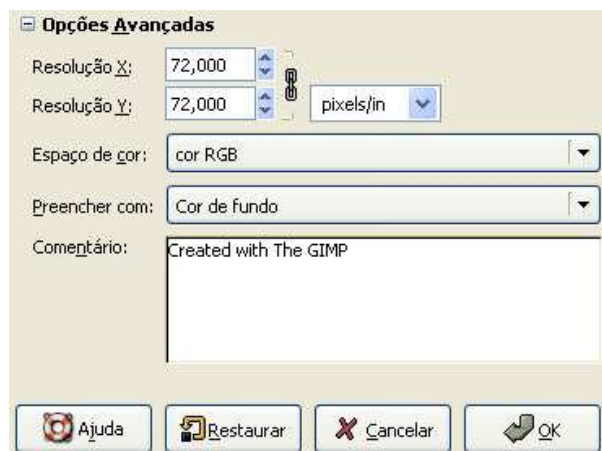 Opções Avançadas
Resolução X: 72,000
Resolução Y: 72,000 pixels/in
Espaço de cor: cor RGB
Preencher com: Cor de fundo
Comentário: Created with The GIMP
Ajuda Restaurar Cancelar OK